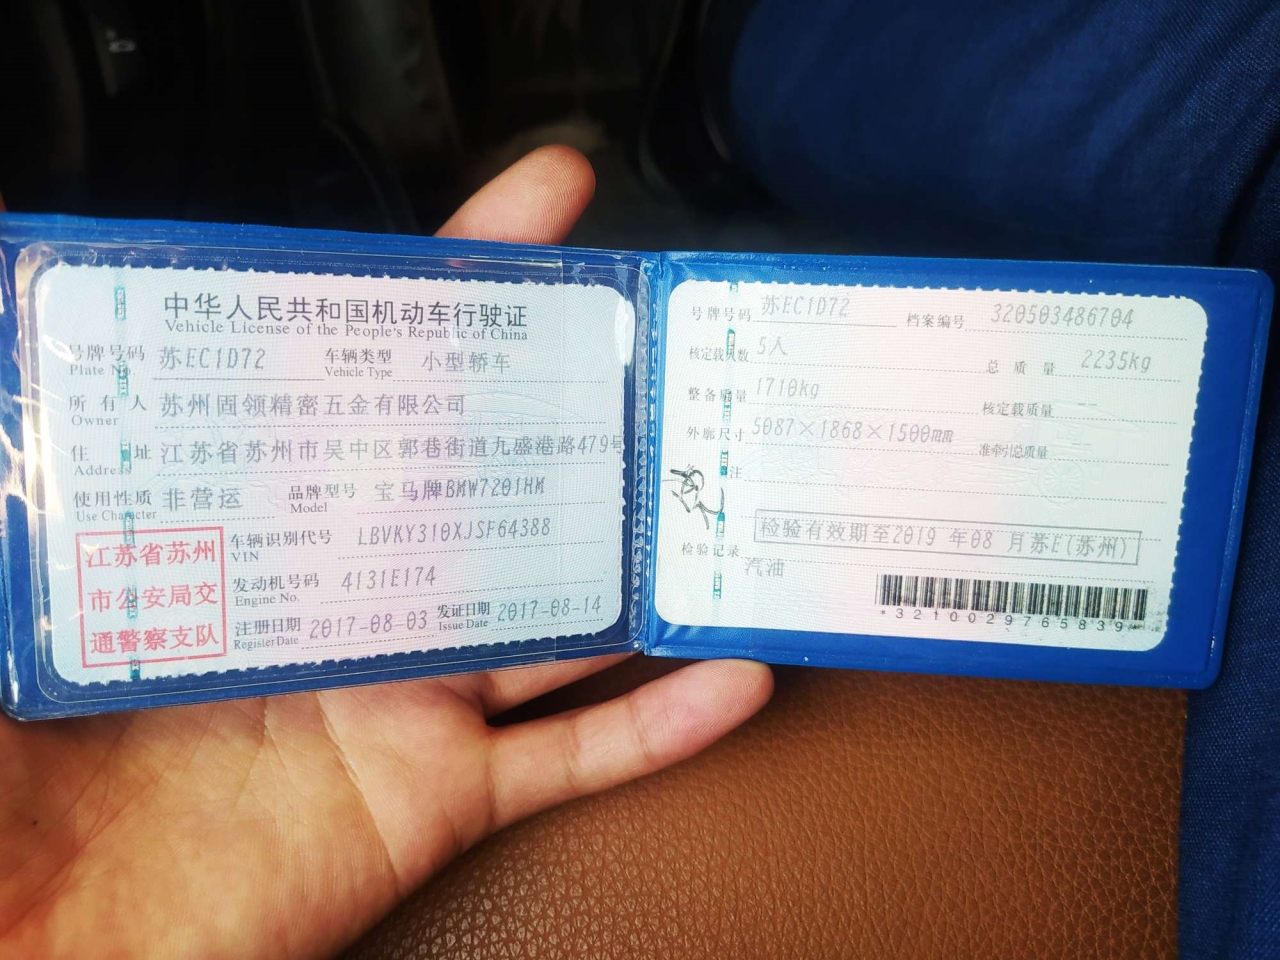 中华人民共和国机动车行驶证
Vehicle License of the People's Republic of China
号牌号码 苏EC1D72 车辆类型 小型轿车
Plate No. Vehicle Type
所有人 苏州固领精密五金有限公司
Owner
住址 江苏省苏州市吴中区郭巷街道九盛港路479号
Address
使用性质 非营运 品牌型号 宝马牌BMW7201HM
Use Character Model
江苏省苏州
市公安局交
通警察支队
车辆识别代号 LBVKY310XJSF64388
VIN
发动机号码 4131E174
Engine No.
注册日期 2017-08-03 发证日期 2017-08-14
Register Date Issue Date
号牌号码 苏EC1D72 档案编号 320503486704
核定载人数 5人 总质量 2235kg
整备质量 1710kg 核定载质量 --
外廓尺寸 5087×1868×1500mm 准牵引总质量 --
备注
检验有效期至2019 年08 月苏E(苏州)
检验记录
汽油
*3210029765839*